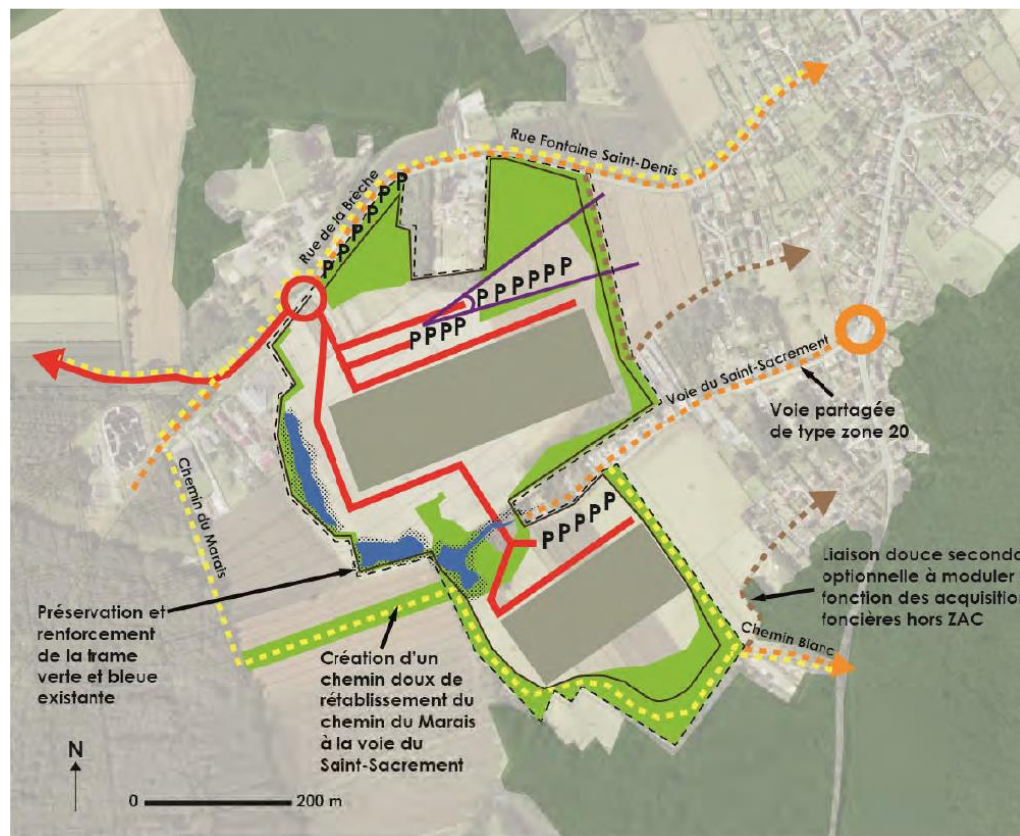 Rue Fontaine Saint-Denis
Rue de la Brèche
P P P P P P
P P P P P P
P P P P
Voie du Saint-Sacrement
Voie partagée
de type zone 20
Chemin du Marais
P P P P P
Liaison douce seconda
optionnelle à moduler
fonction des acquisition
foncières hors ZAC
Préservation et
renforcement
de la trame
verte et bleue
existante
Création d'un
chemin doux de
rétablissement du
chemin du Marais
à la voie du
Saint-Sacrement
Chemin Blanc
N
0 200 m